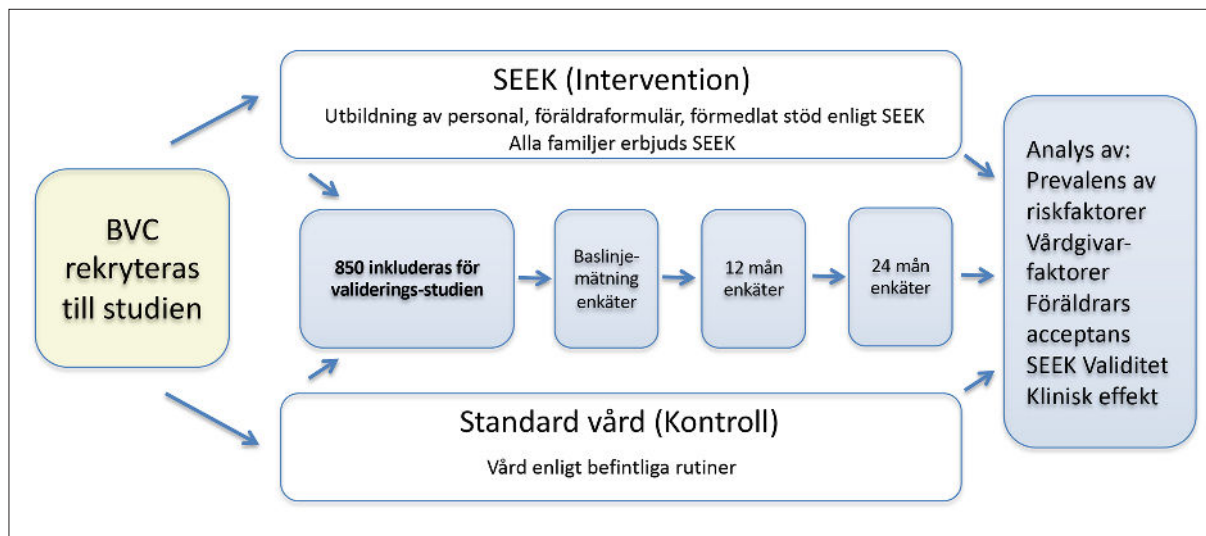 BVC
rekryteras
till studien
SEEK (Intervention)
Utbildning av personal, föräldraformulär, förmedlat stöd enligt SEEK
Alla familjer erbjuds SEEK
850 inkluderas för
validerings-studien
Baslinje-
mätning
enkäter
12 mån
enkäter
24 mån
enkäter
Standard vård (Kontroll)
Vård enligt befintliga rutiner
Analys av:
Prevalens av
riskfaktorer
Vårdgivar-
faktorer
Föräldrars
acceptans
SEEK Validitet
Klinisk effekt